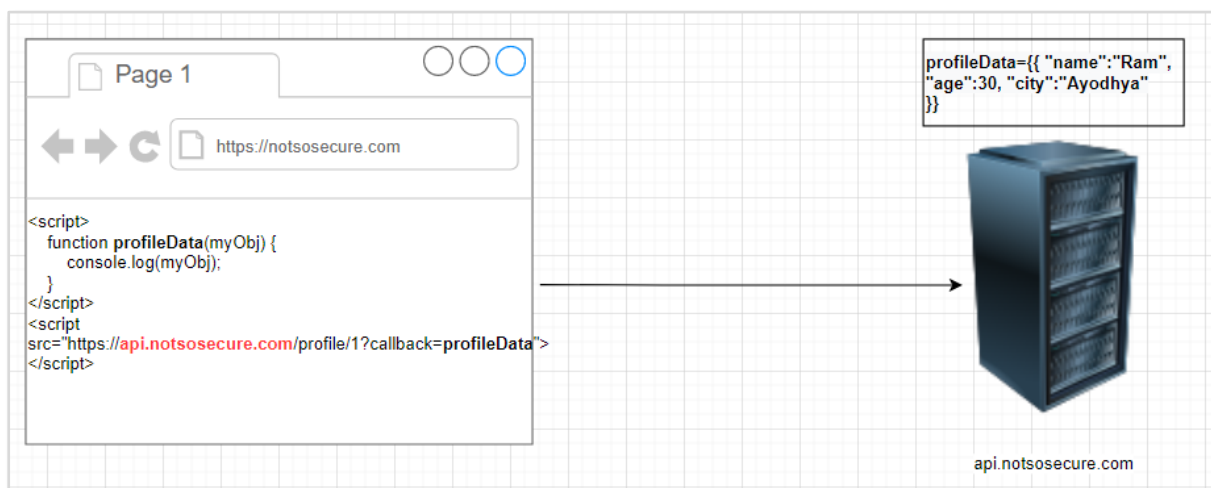 Page 1
https://notsosecure.com
<script>
function profileData(myObj) {
console.log(myObj);
}
</script>
<script
src="https://api.notsosecure.com/profile/1?callback=profileData">
</script>
profileData={{ "name":"Ram",
"age":30, "city":"Ayodhya"
}}
api.notsosecure.com